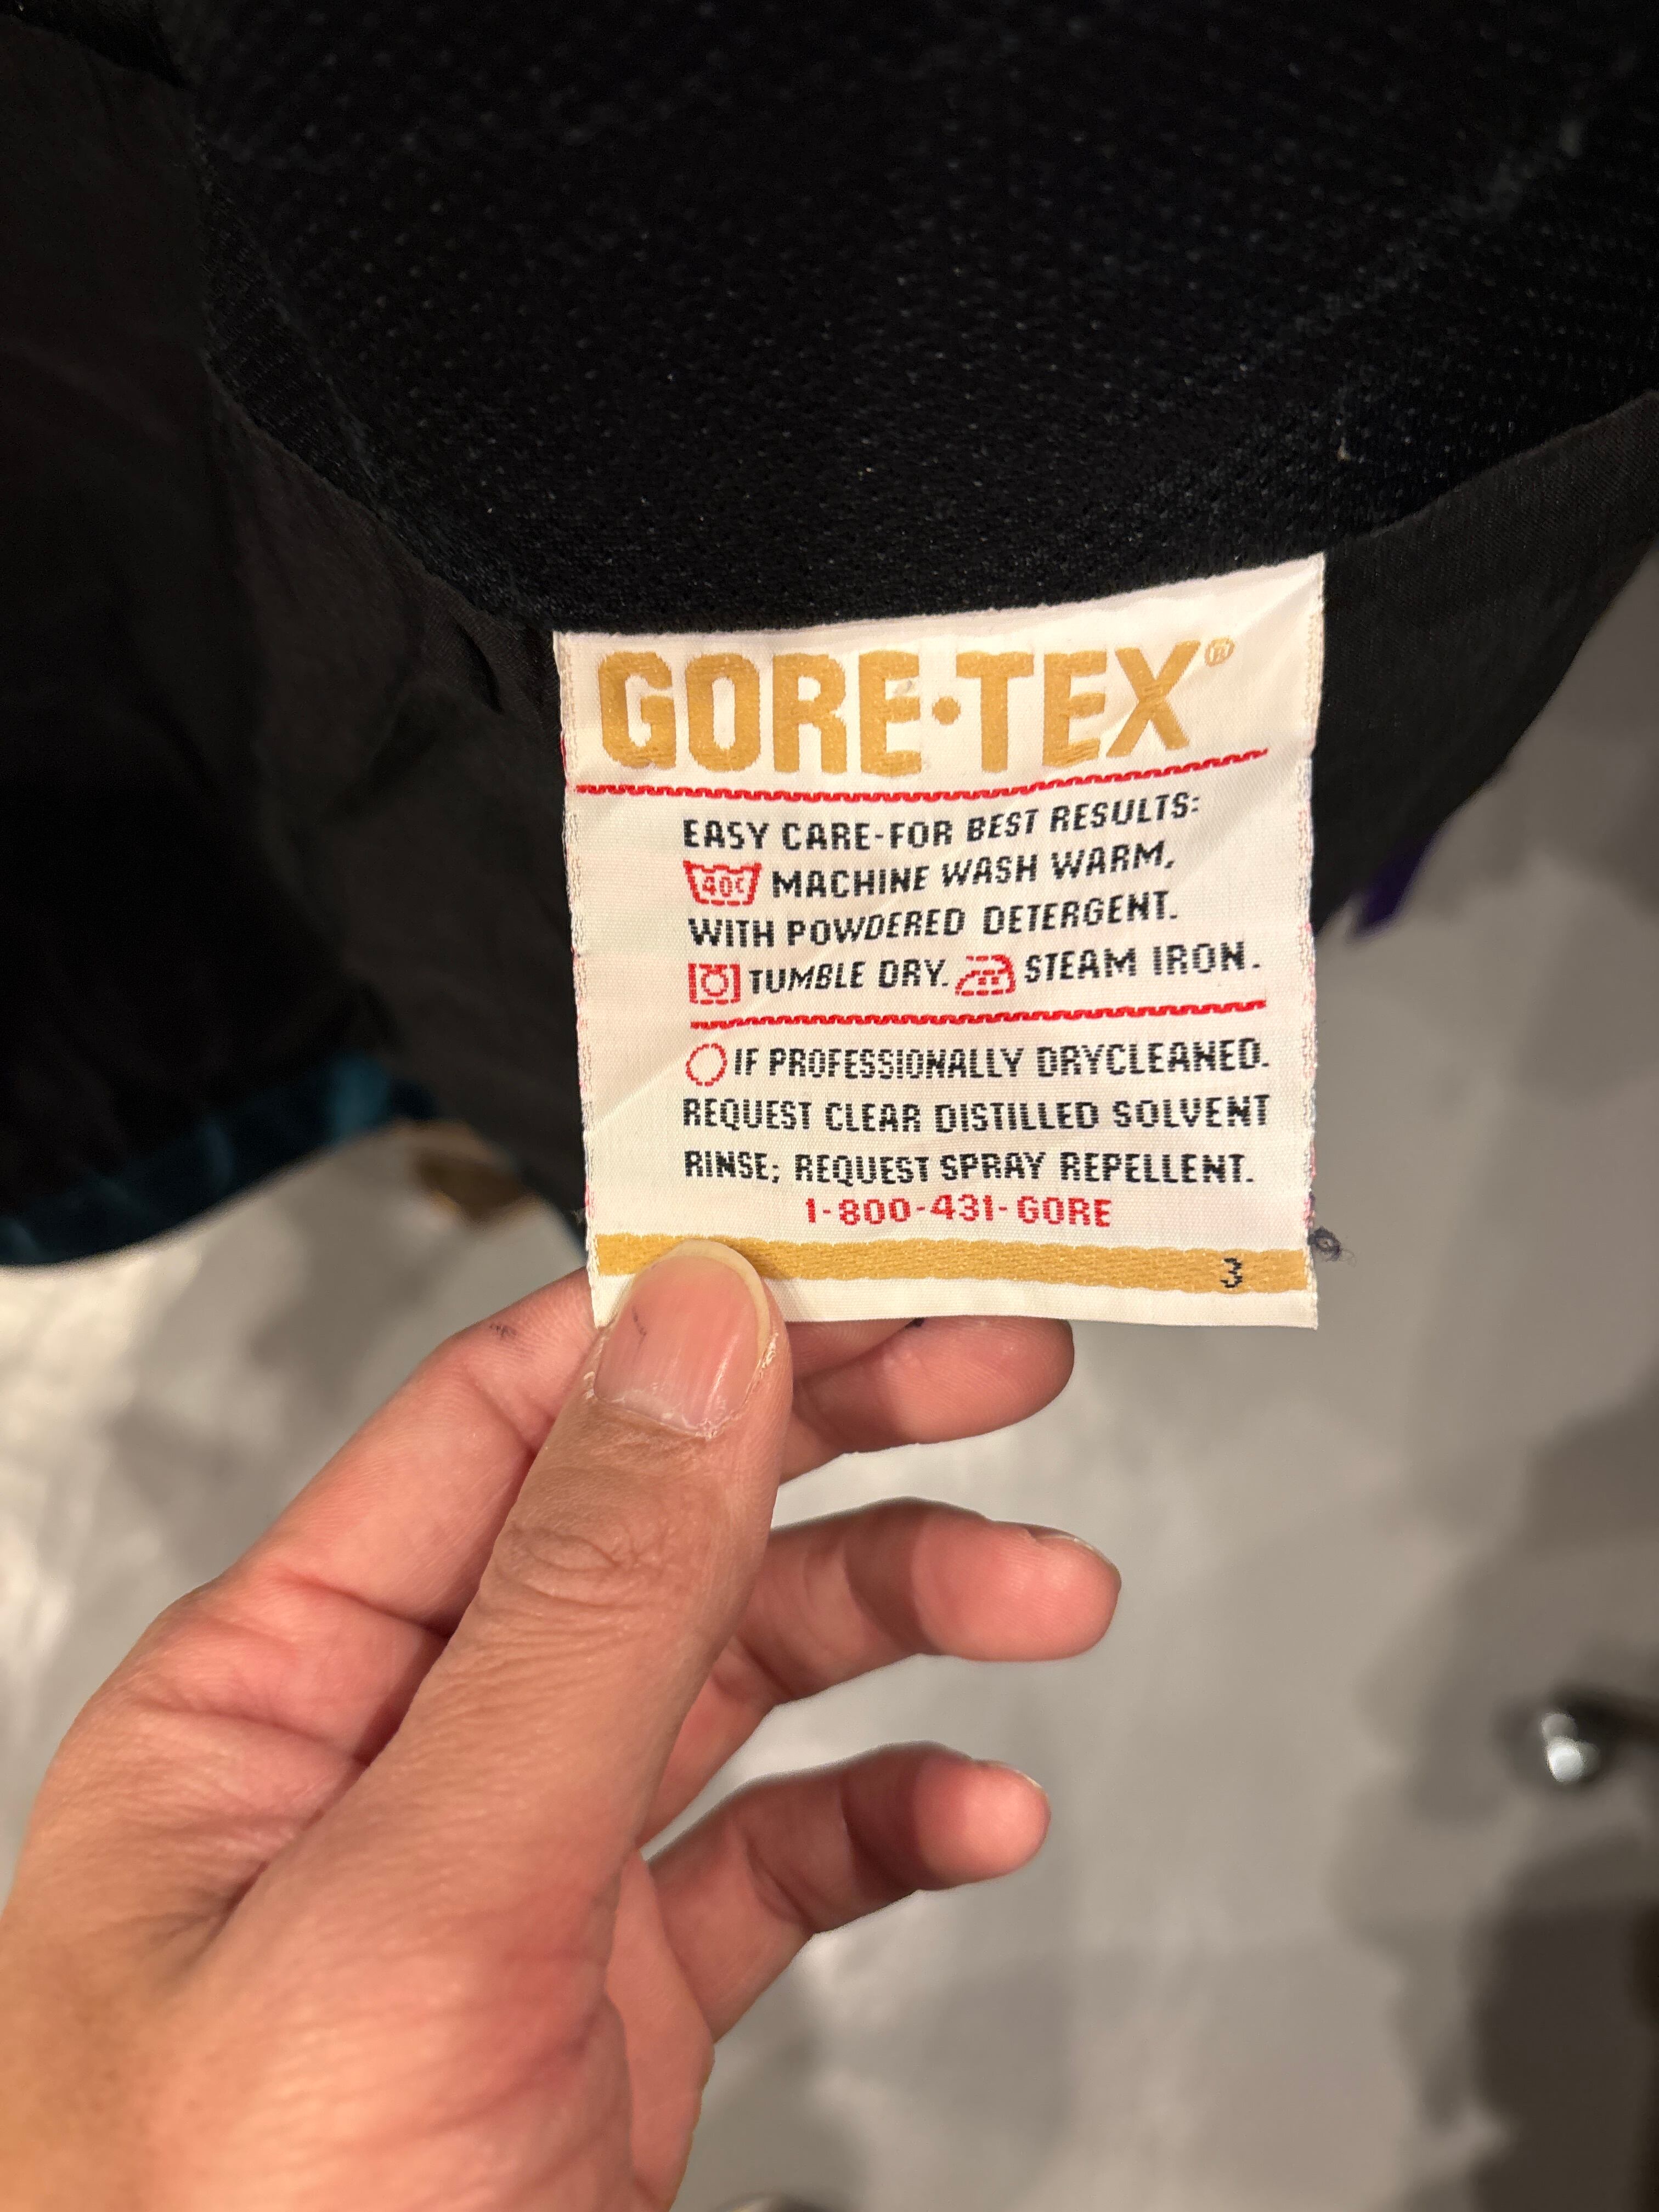 GORE·TEX®
EASY CARE-FOR BEST RESULTS:
40C MACHINE WASH WARM,
WITH POWDERED DETERGENT.
TUMBLE DRY. STEAM IRON.
IF PROFESSIONALLY DRYCLEANED.
REQUEST CLEAR DISTILLED SOLVENT
RINSE; REQUEST SPRAY REPELLENT.
1-800-431-GORE
3